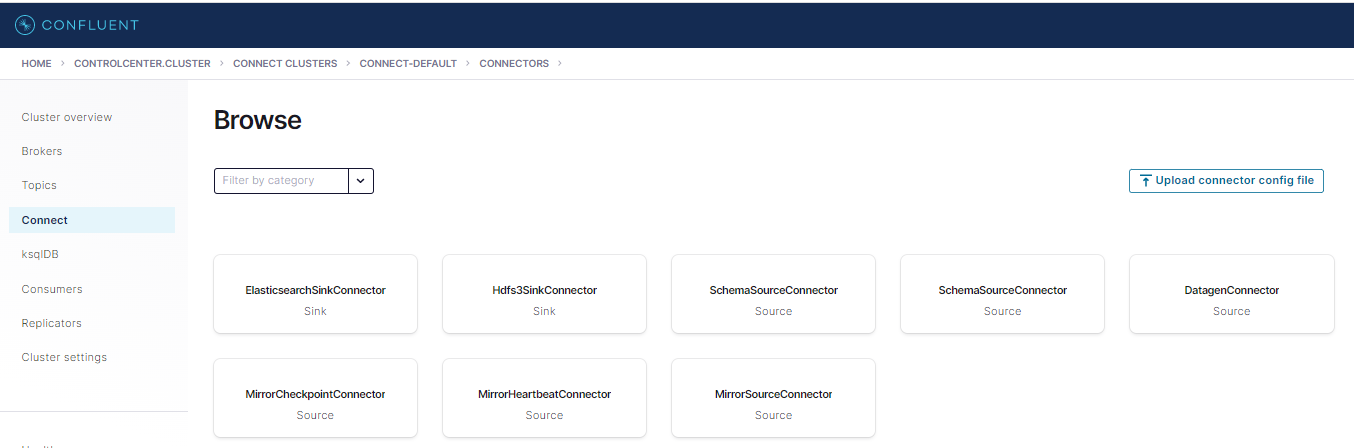 CONFLUENT
HOME > CONTROLCENTER.CLUSTER > CONNECT CLUSTERS > CONNECT-DEFAULT > CONNECTORS >
Cluster overview
Brokers
Topics
Connect
ksqlDB
Consumers
Replicators
Cluster settings
Browse
Filter by category
Upload connector config file
ElasticsearchSinkConnector
Sink
Hdfs3SinkConnector
Sink
SchemaSourceConnector
Source
SchemaSourceConnector
Source
DatagenConnector
Source
MirrorCheckpointConnector
Source
MirrorHeartbeatConnector
Source
MirrorSourceConnector
Source